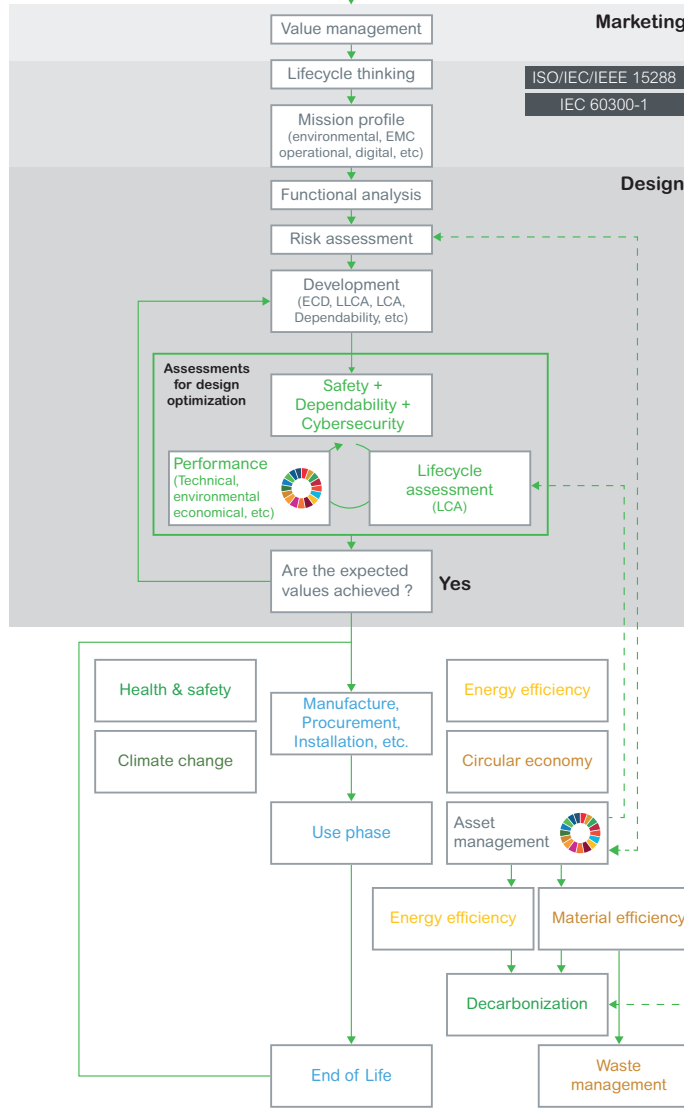 Marketing
Value management
Lifecycle thinking
ISO/IEC/IEEE 15288
IEC 60300-1
Mission profile
(environmental, EMC
operational, digital, etc)
Design
Functional analysis
Risk assessment
Development
(ECD, LLCA, LCA,
Dependability, etc)
Assessments
for design
optimization
Safety +
Dependability +
Cybersecurity
Performance
(Technical,
environmental
economical, etc)
Lifecycle
assessment
(LCA)
Are the expected
values achieved ?
Yes
Health & safety
Manufacture,
Procurement,
Installation, etc.
Energy efficiency
Climate change
Circular economy
Use phase
Asset
management
Energy efficiency
Material efficiency
Decarbonization
End of Life
Waste
management